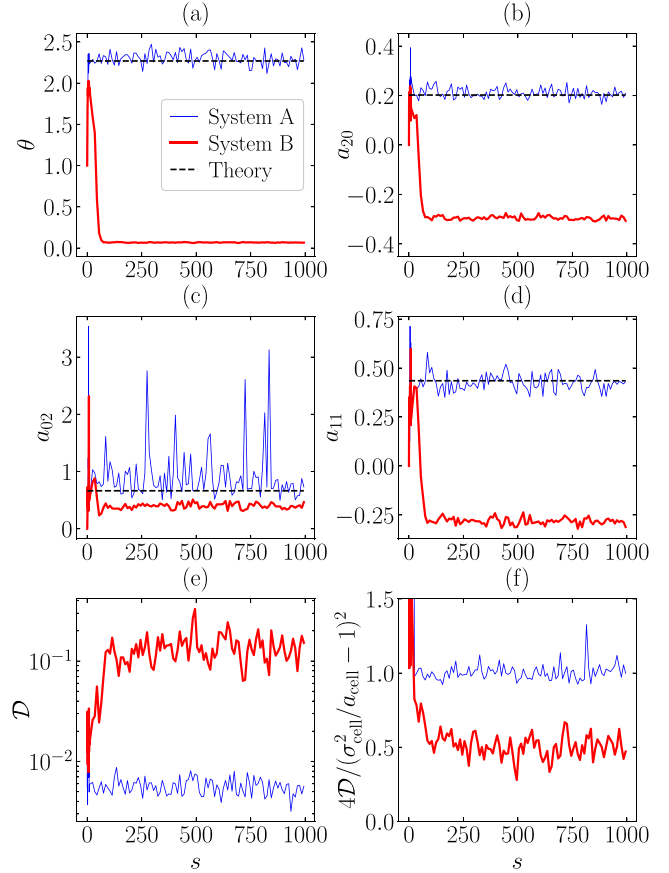 (a)
(b)
2.5
2.0
1.5
1.0
0.5
0.0
θ
System A
System B
Theory
0 250 500 750 1000
0.4
0.2
0.0
−0.2
−0.4
a₂₀
0 250 500 750 1000
(c)
(d)
3
2
1
0
a₀₂
0 250 500 750 1000
0.75
0.50
0.25
0.00
−0.25
a₁₁
0 250 500 750 1000
(e)
(f)
10⁻¹
10⁻²
𝒟
0 250 500 750 1000
s
1.5
1.0
0.5
0.0
4𝒟/(σ²cell/acell − 1)²
0 250 500 750 1000
s